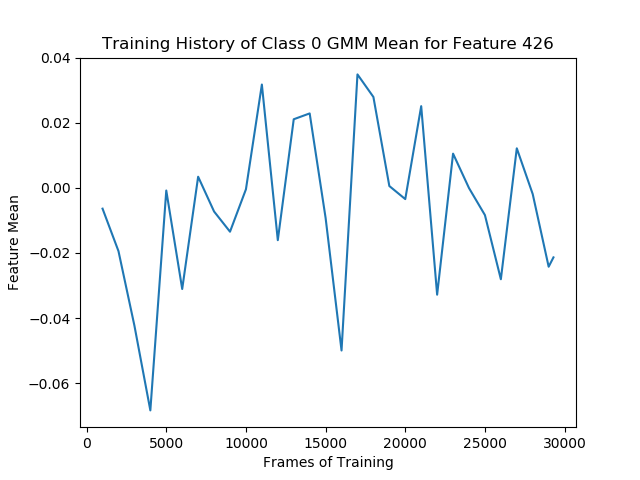 Training History of Class 0 GMM Mean for Feature 426
0.04
0.02
0.00
−0.02
−0.04
−0.06
Feature Mean
0 5000 10000 15000 20000 25000 30000
Frames of Training